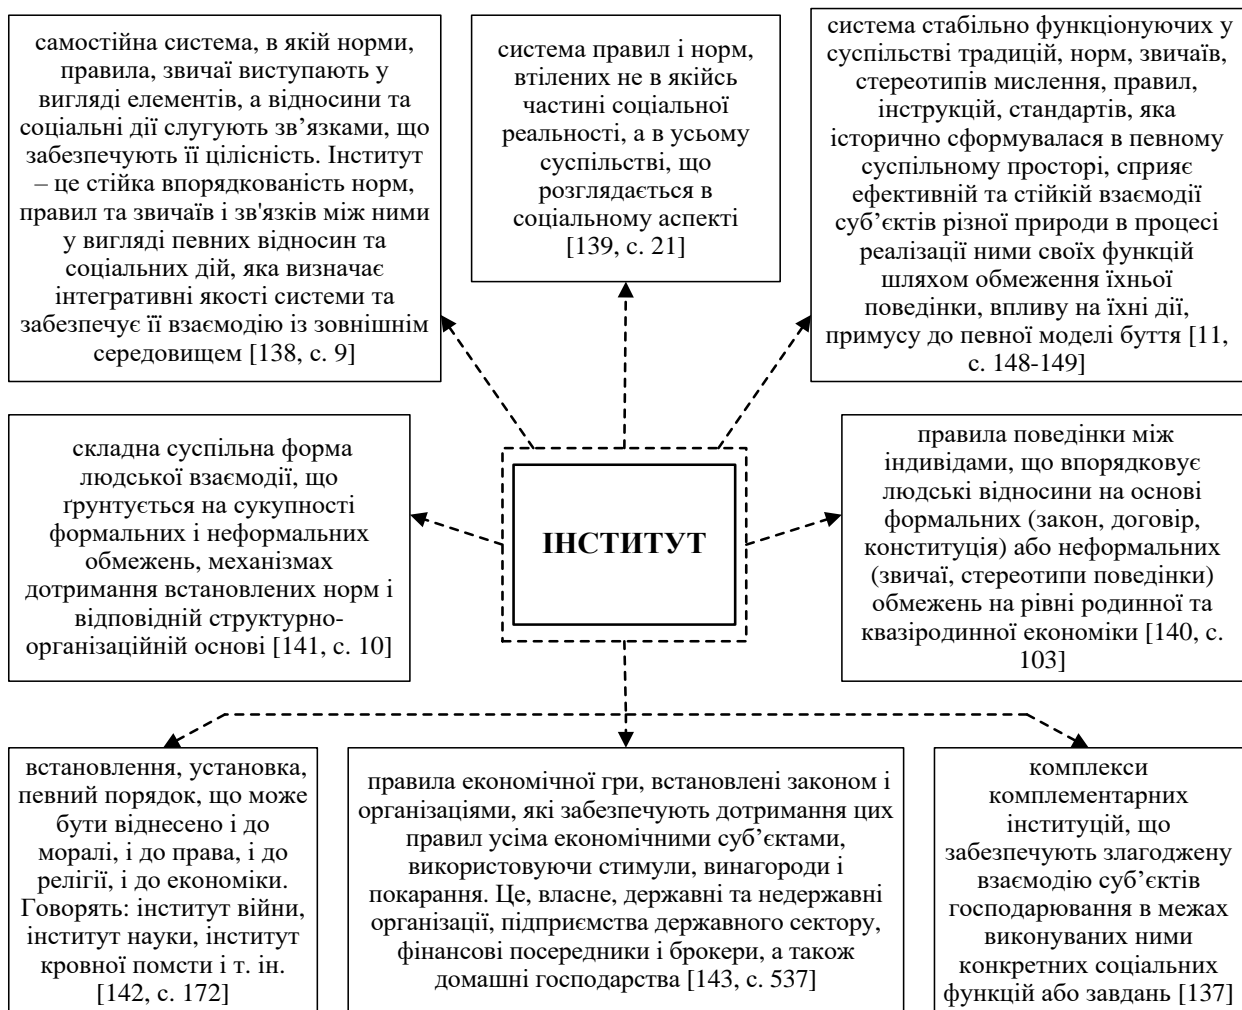 самостійна система, в якій норми,
правила, звичаї виступають у
вигляді елементів, а відносини та
соціальні дії слугують зв’язками, що
забезпечують її цілісність. Інститут
– це стійка впорядкованість норм,
правил та звичаїв і зв'язків між ними
у вигляді певних відносин та
соціальних дій, яка визначає
інтегративні якості системи та
забезпечує її взаємодію із зовнішнім
середовищем [138, с. 9]
система правил і норм,
втілених не в якійсь
частині соціальної
реальності, а в усьому
суспільстві, що
розглядається в
соціальному аспекті
[139, с. 21]
система стабільно функціонуючих у
суспільстві традицій, норм, звичаїв,
стереотипів мислення, правил,
інструкцій, стандартів, яка
історично сформувалася в певному
суспільному просторі, сприяє
ефективній та стійкій взаємодії
суб’єктів різної природи в процесі
реалізації ними своїх функцій
шляхом обмеження їхньої
поведінки, впливу на їхні дії,
примусу до певної моделі буття [11,
с. 148-149]
складна суспільна форма
людської взаємодії, що
ґрунтується на сукупності
формальних і неформальних
обмежень, механізмах
дотримання встановлених норм і
відповідній структурно-
організаційній основі [141, с. 10]
ІНСТИТУТ
правила поведінки між
індивідами, що впорядковує
людські відносини на основі
формальних (закон, договір,
конституція) або неформальних
(звичаї, стереотипи поведінки)
обмежень на рівні родинної та
квазіродинної економіки [140, с.
103]
встановлення, установка,
певний порядок, що може
бути віднесено і до
моралі, і до права, і до
релігії, і до економіки.
Говорять: інститут війни,
інститут науки, інститут
кровної помсти і т. ін.
[142, с. 172]
правила економічної гри, встановлені законом і
організаціями, які забезпечують дотримання цих
правил усіма економічними суб’єктами,
використовуючи стимули, винагороди і
покарання. Це, власне, державні та недержавні
організації, підприємства державного сектору,
фінансові посередники і брокери, а також
домашні господарства [143, с. 537]
комплекси
комплементарних
інституцій, що
забезпечують злагоджену
взаємодію суб’єктів
господарювання в межах
виконуваних ними
конкретних соціальних
функцій або завдань [137]